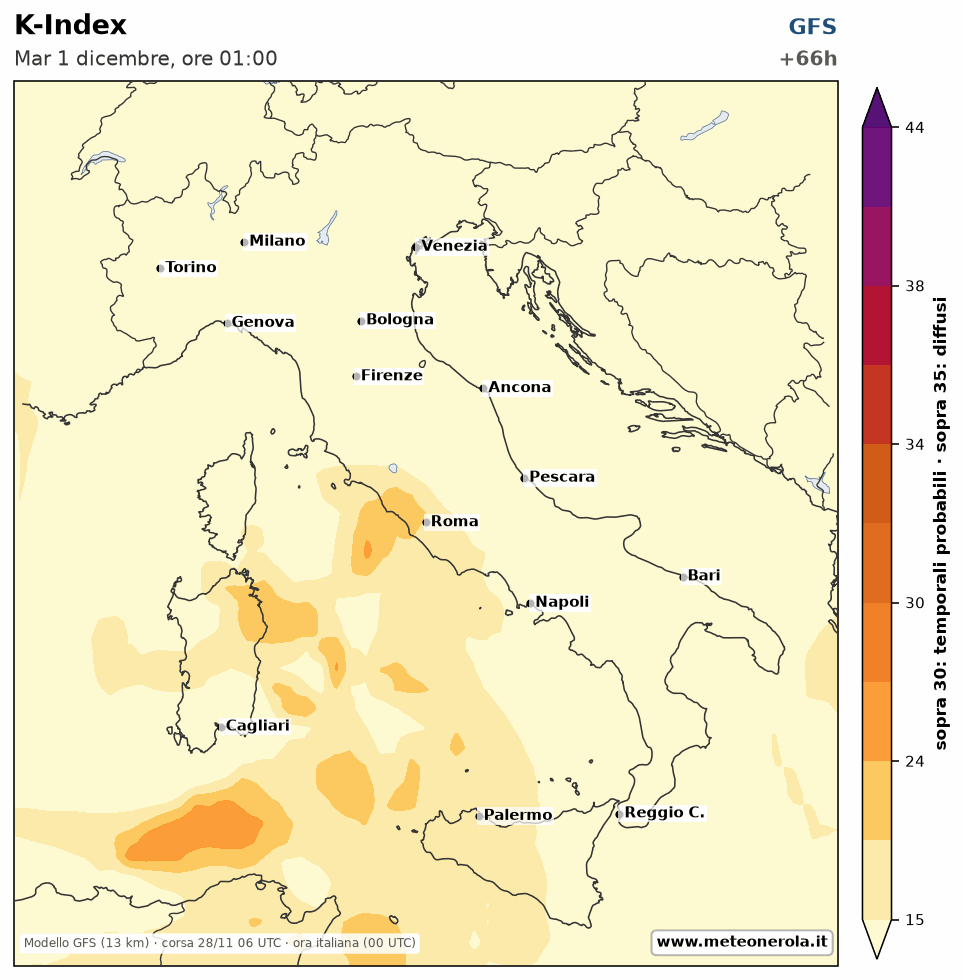 K-Index
GFS
Mar 1 dicembre, ore 01:00
+66h
Milano
Venezia
Torino
Genova
Bologna
Firenze
Ancona
Pescara
Roma
Bari
Napoli
Cagliari
Palermo
Reggio C.
44
38
34
30
24
15
sopra 30: temporali probabili · sopra 35: diffusi
Modello GFS (13 km) · corsa 28/11 06 UTC · ora italiana (00 UTC)
www.meteonerola.it